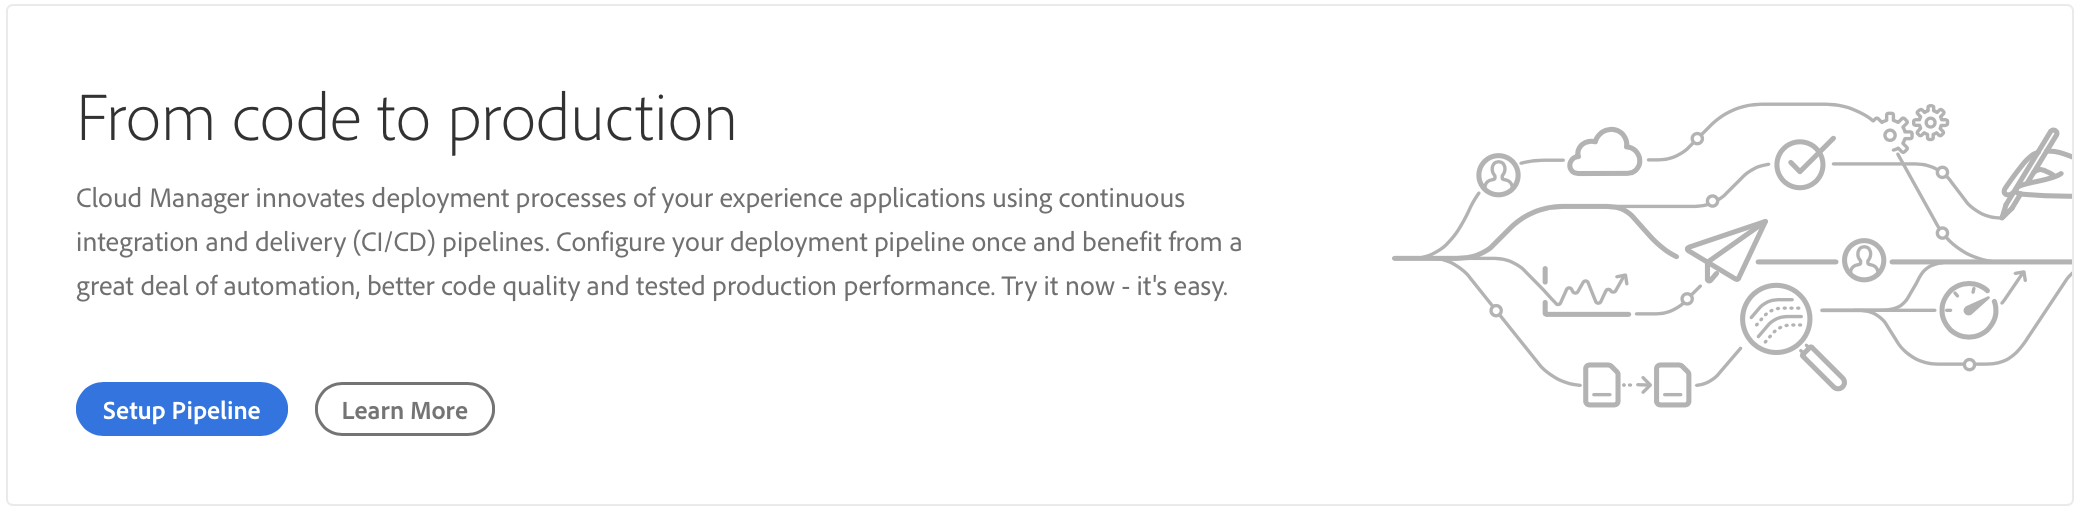 From code to production
Cloud Manager innovates deployment processes of your experience applications using continuous
integration and delivery (CI/CD) pipelines. Configure your deployment pipeline once and benefit from a
great deal of automation, better code quality and tested production performance. Try it now - it's easy.
Setup Pipeline
Learn More